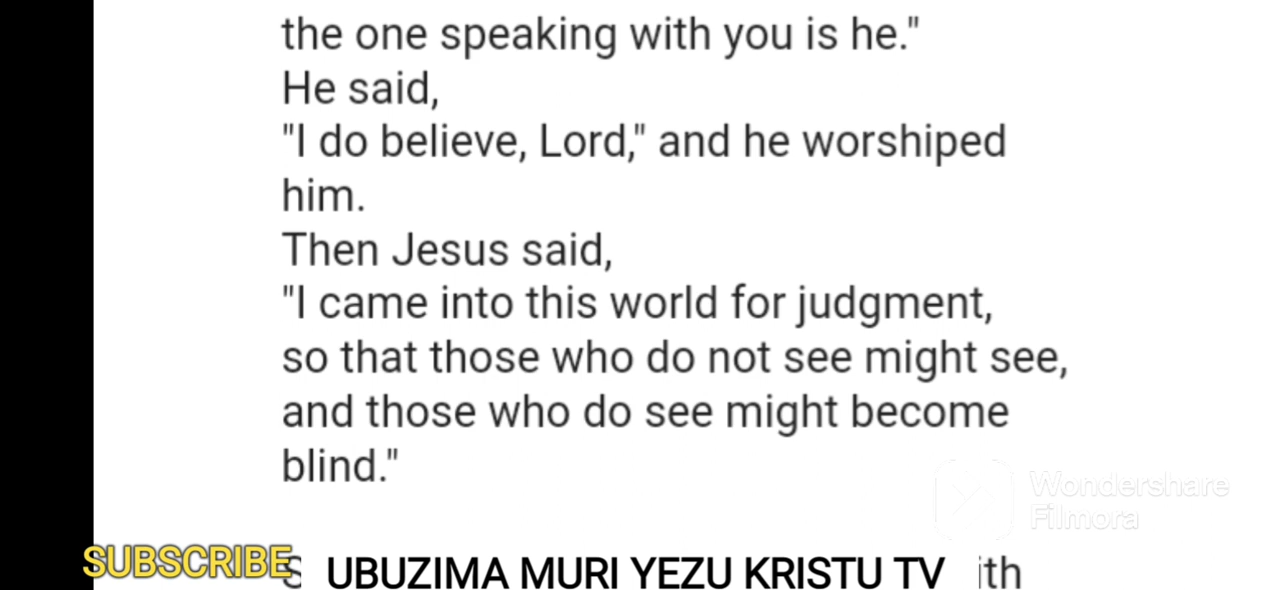 the one speaking with you is he."
He said,
"I do believe, Lord," and he worshiped
him.
Then Jesus said,
"I came into this world for judgment,
so that those who do not see might see,
and those who do see might become
blind."
Wondershare
Filmora
SUBSCRIBE UBUZIMA MURI YEZU KRISTU TV